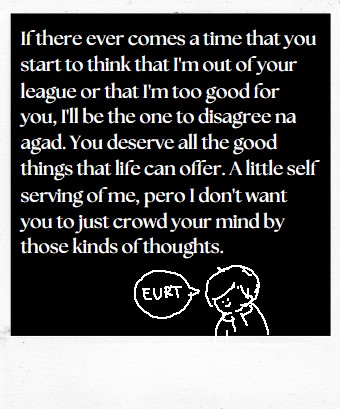 If there ever comes a time that you
start to think that I'm out of your
league or that I'm too good for
you, I'll be the one to disagree na
agad. You deserve all the good
things that life can offer. A little self
serving of me, pero I don't want
you to just crowd your mind by
those kinds of thoughts.
EURT